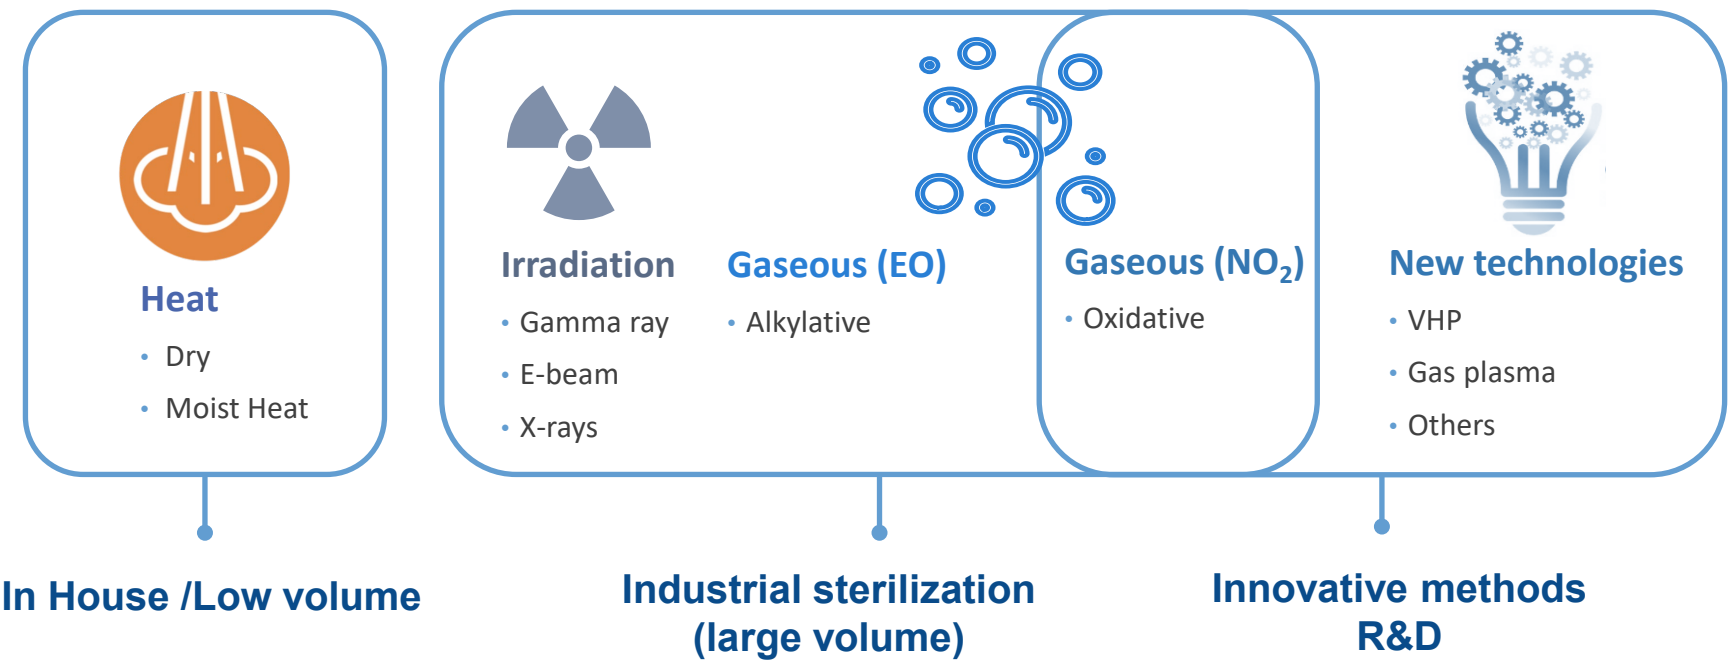 Heat
• Dry
• Moist Heat
In House /Low volume
Irradiation
• Gamma ray
• E-beam
• X-rays
Gaseous (EO)
• Alkylative
Gaseous (NO₂)
• Oxidative
Industrial sterilization
(large volume)
New technologies
• VHP
• Gas plasma
• Others
Innovative methods
R&D